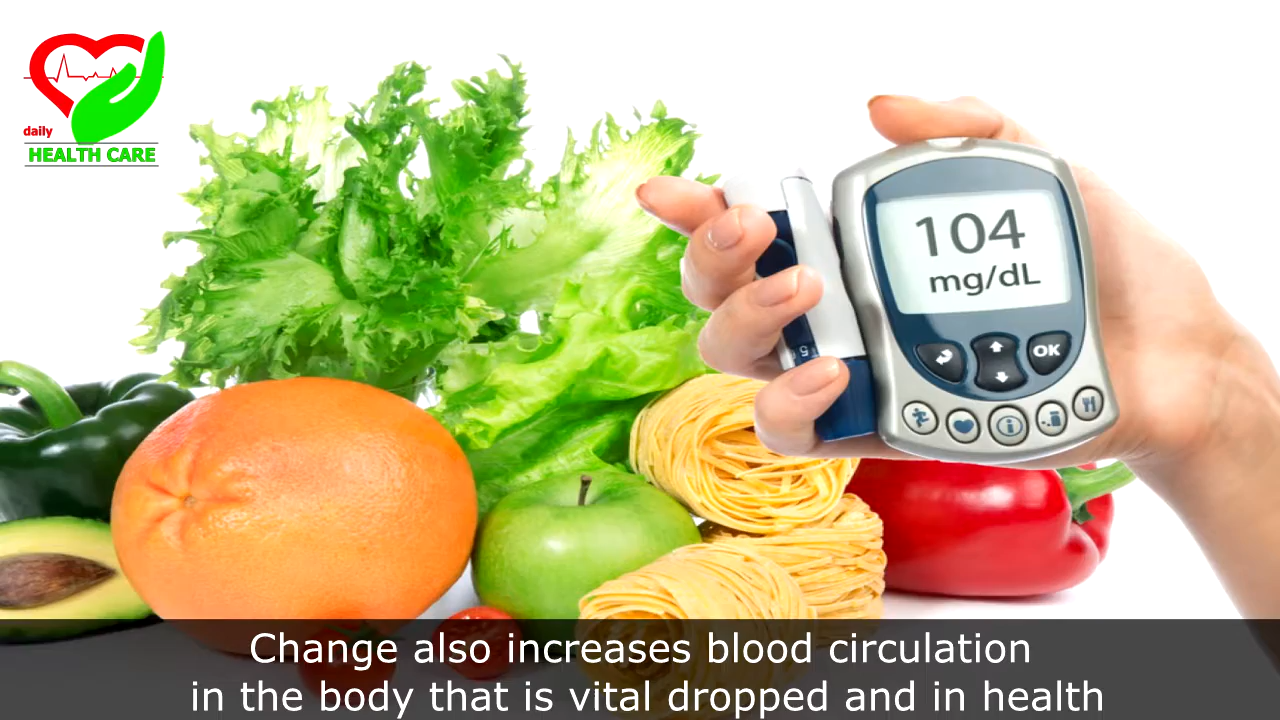 daily
HEALTH CARE
104
mg/dL
OK
5
Change also increases blood circulation
in the body that is vital dropped and in health